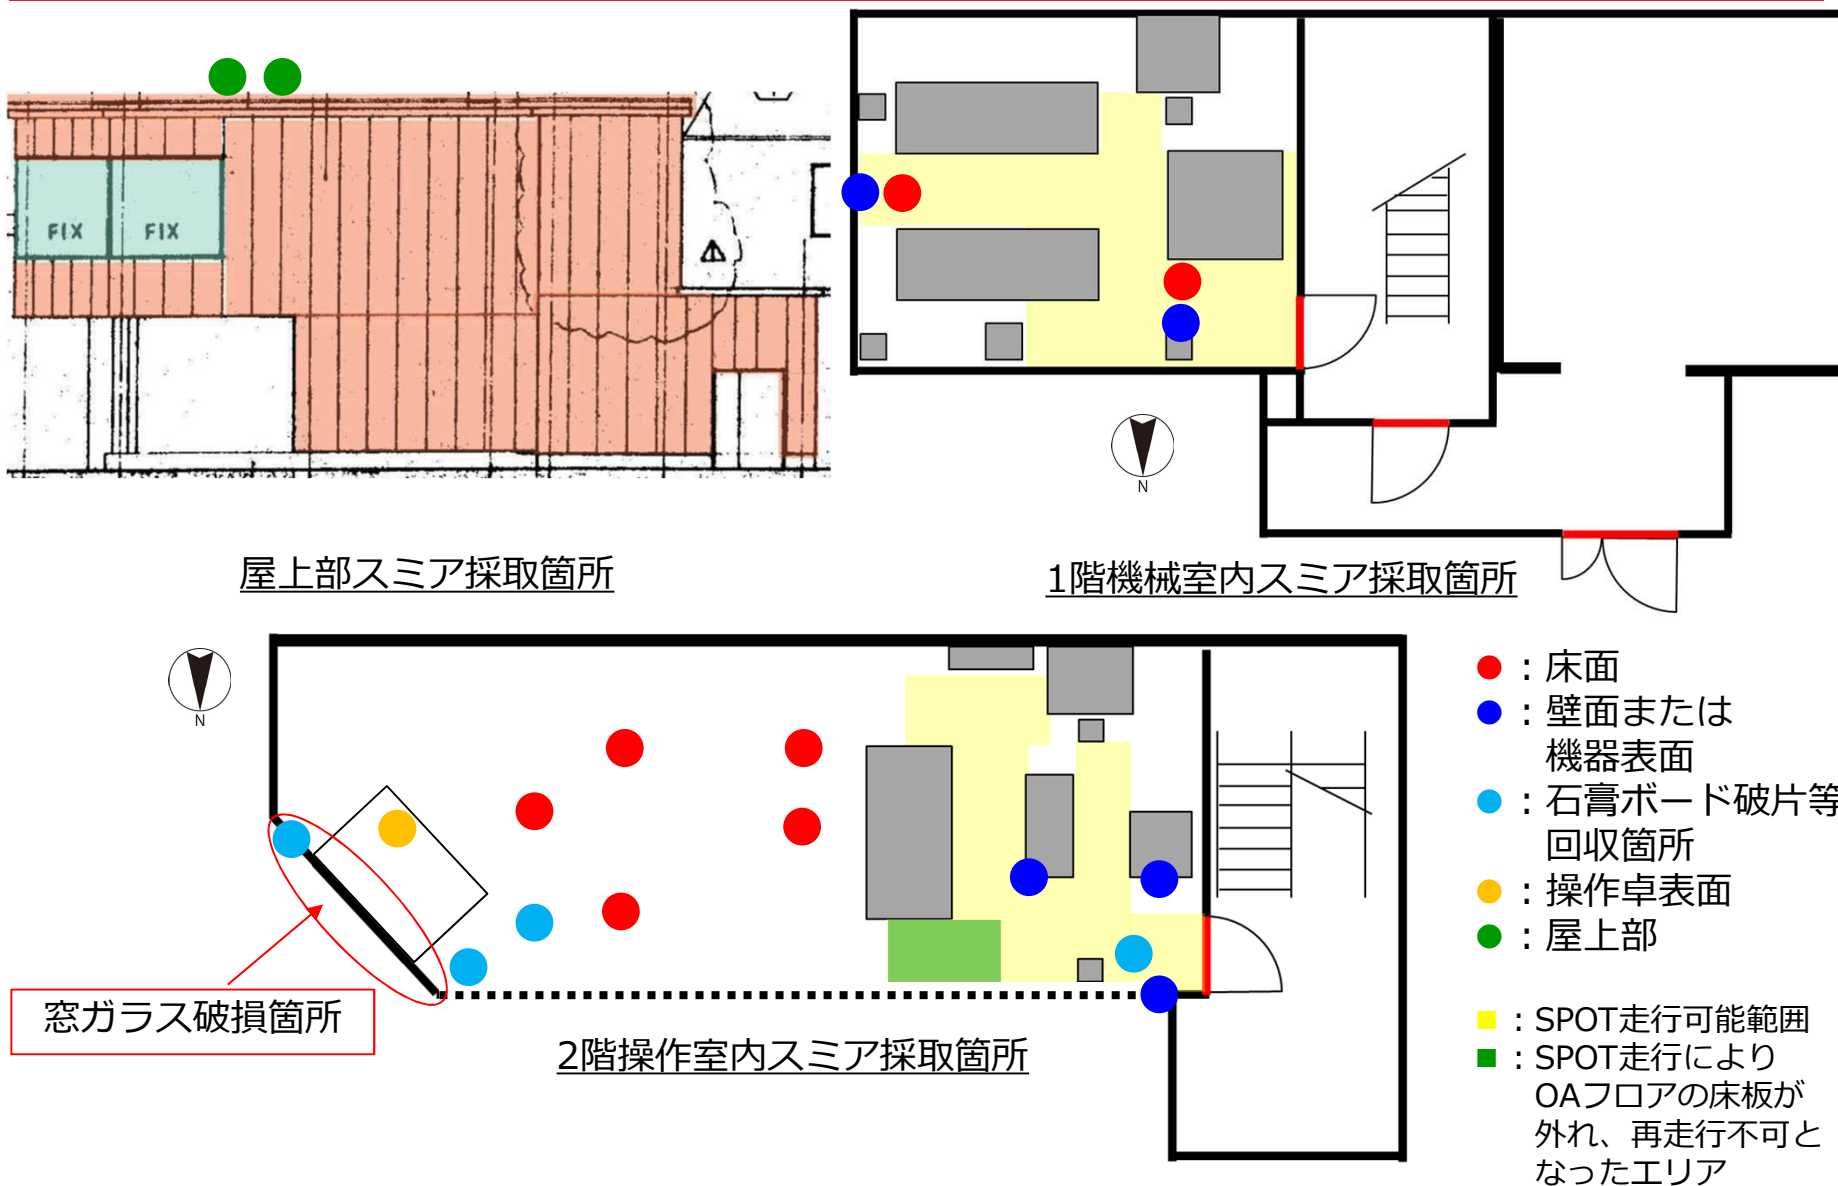 FIX
FIX
N
屋上部スミア採取箇所
1階機械室内スミア採取箇所
N
窓ガラス破損箇所
2階操作室内スミア採取箇所
：床面
：壁面または
機器表面
：石膏ボード破片等
回収箇所
：操作卓表面
：屋上部
：SPOT走行可能範囲
：SPOT走行により
OAフロアの床板が
外れ、再走行不可と
なったエリア